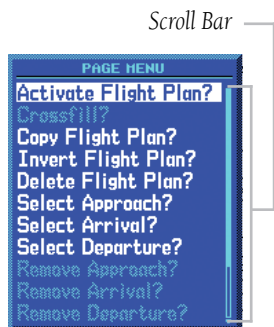 Scroll Bar
PAGE MENU
Activate Flight Plan?
Crossfill?
Copy Flight Plan?
Invert Flight Plan?
Delete Flight Plan?
Select Approach?
Select Arrival?
Select Departure?
Remove Approach?
Remove Arrival?
Remove Departure?